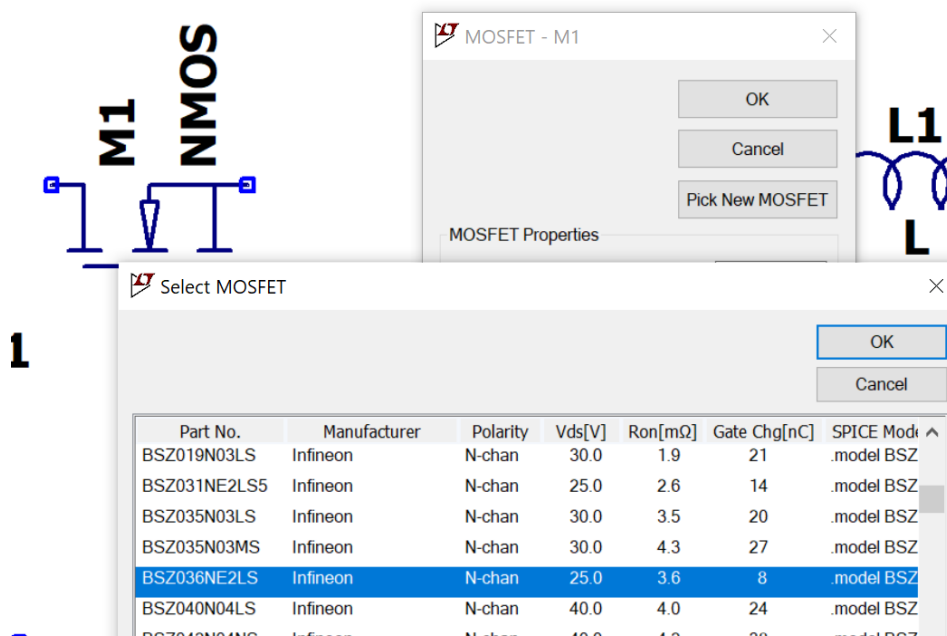 M1
NMOS
MOSFET - M1
OK
Cancel
Pick New MOSFET
MOSFET Properties
L1
L
1
Select MOSFET
OK
Cancel
Part No. Manufacturer Polarity Vds[V] Ron[mΩ] Gate Chg[nC] SPICE Mode
BSZ019N03LS Infineon N-chan 30.0 1.9 21 .model BSZ
BSZ031NE2LS5 Infineon N-chan 25.0 2.6 14 .model BSZ
BSZ035N03LS Infineon N-chan 30.0 3.5 20 .model BSZ
BSZ035N03MS Infineon N-chan 30.0 4.3 27 .model BSZ
BSZ036NE2LS Infineon N-chan 25.0 3.6 8 .model BSZ
BSZ040N04LS Infineon N-chan 40.0 4.0 24 .model BSZ